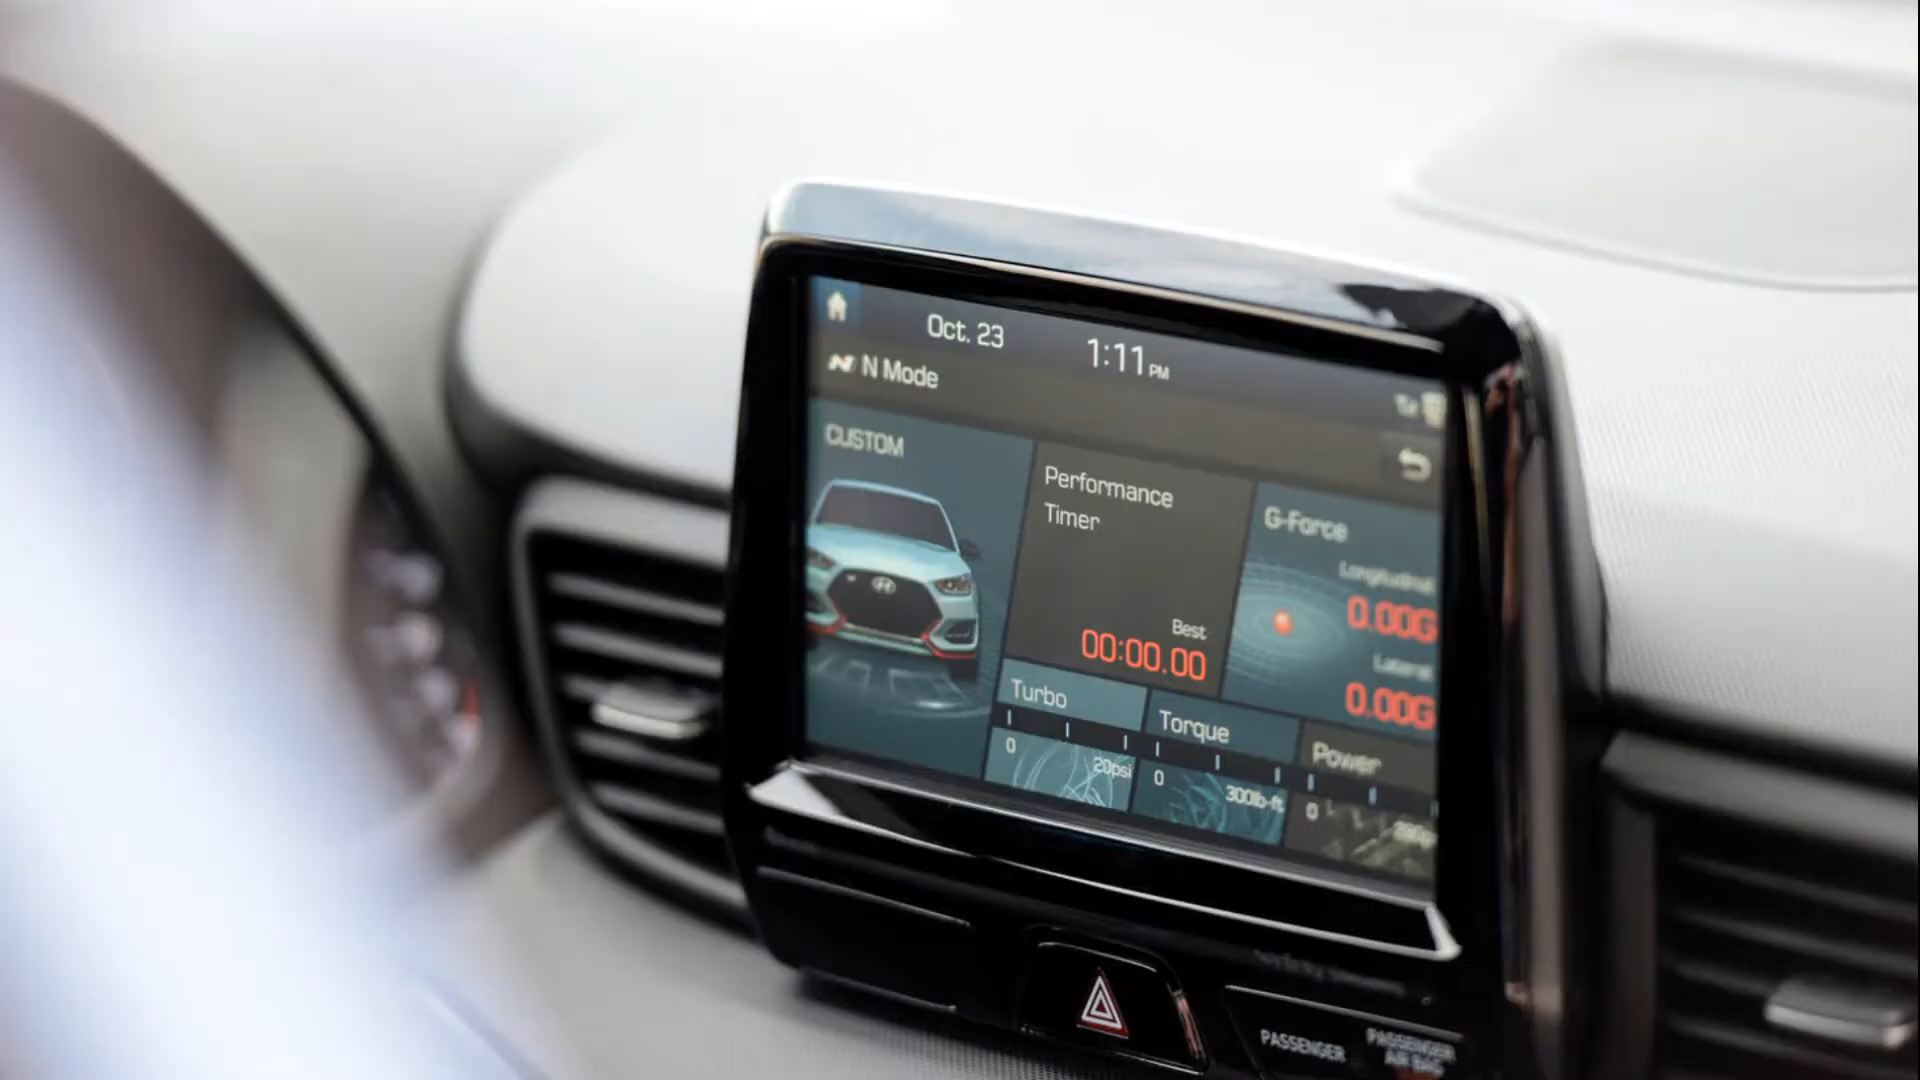 Oct. 23
1:11 PM
N Mode
CUSTOM
Performance
Timer
Best
00:00.00
G-Force
Longitudinal
0.00G
Lateral
0.00G
Turbo
0
20psi
Torque
0
300lb-ft
Power
0
PASSENGER
PASSENGER
AIR BAG